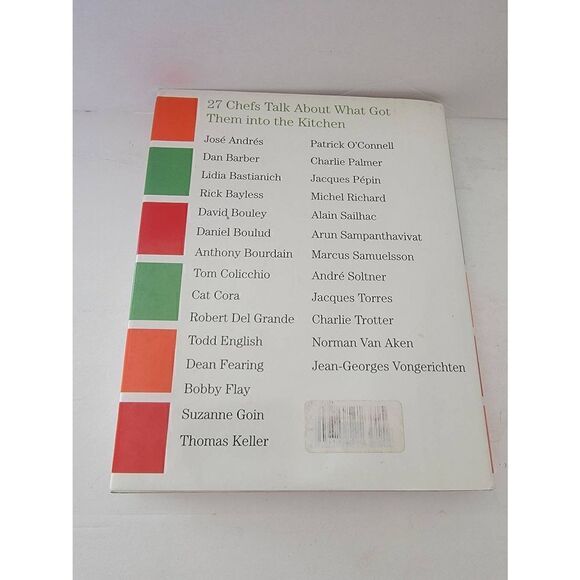 27 Chefs Talk About What Got
Them into the Kitchen
José Andrés
Dan Barber
Lidia Bastianich
Rick Bayless
David Bouley
Daniel Boulud
Anthony Bourdain
Tom Colicchio
Cat Cora
Robert Del Grande
Todd English
Dean Fearing
Bobby Flay
Suzanne Goin
Thomas Keller
Patrick O'Connell
Charlie Palmer
Jacques Pépin
Michel Richard
Alain Sailhac
Arun Sampanthavivat
Marcus Samuelsson
André Soltner
Jacques Torres
Charlie Trotter
Norman Van Aken
Jean-Georges Vongerichten